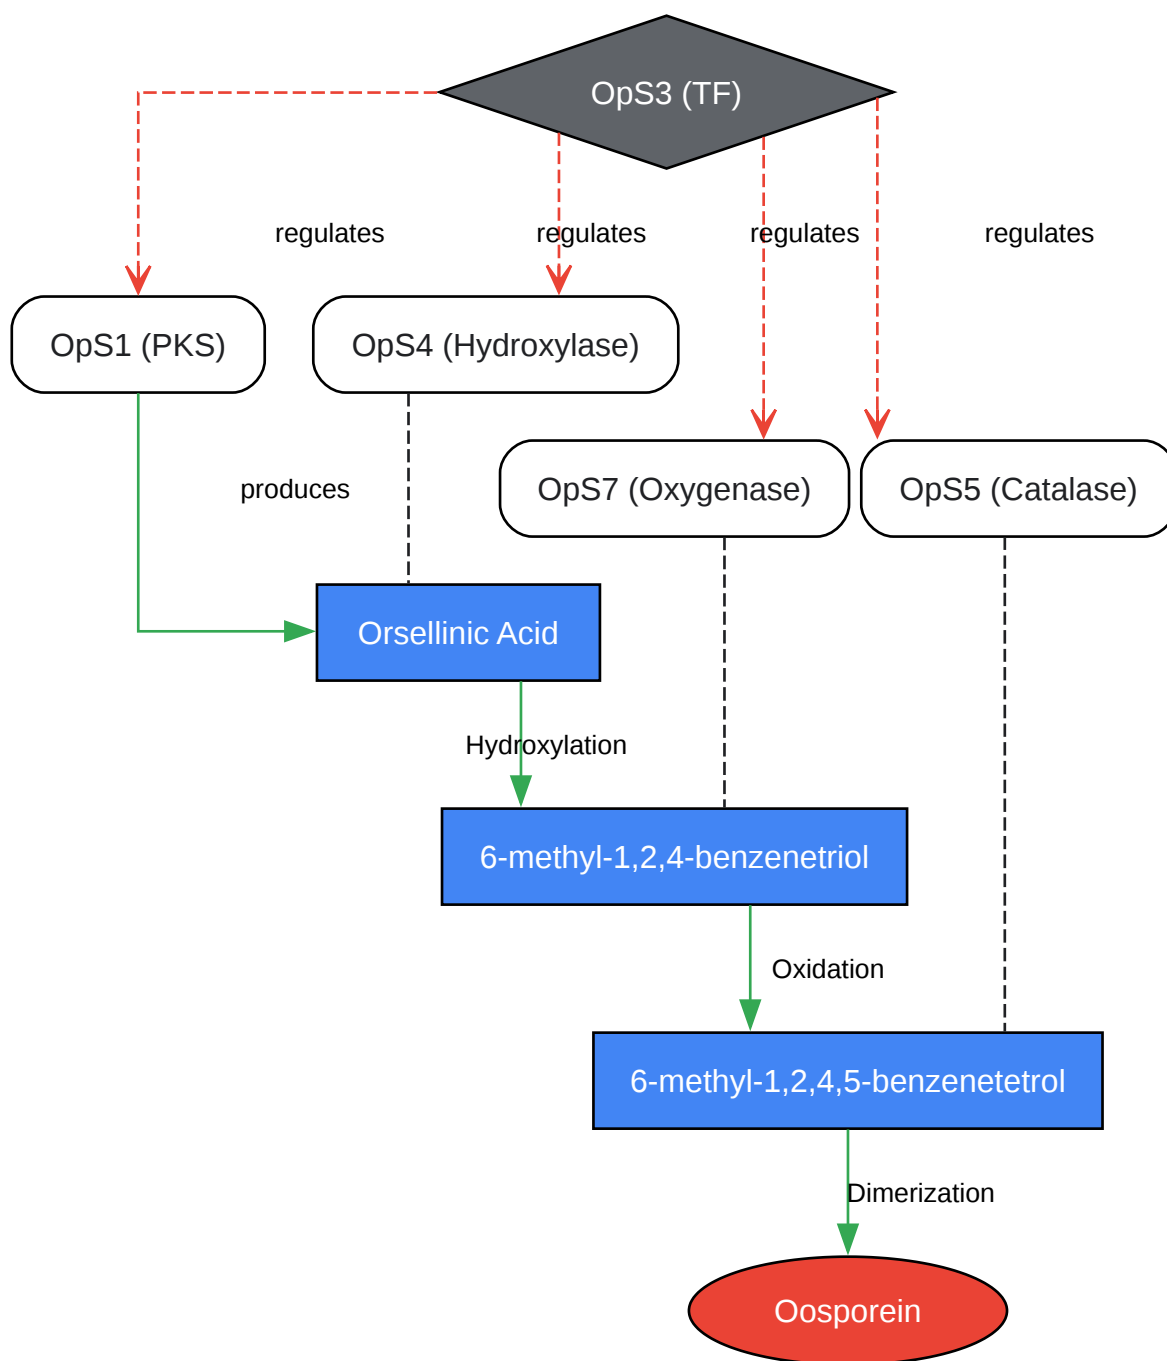 OpS3 (TF)
regulates
regulates
regulates
regulates
OpS1 (PKS)
OpS4 (Hydroxylase)
produces
OpS7 (Oxygenase)
OpS5 (Catalase)
Orsellinic Acid
Hydroxylation
6-methyl-1,2,4-benzenetriol
Oxidation
6-methyl-1,2,4,5-benzenetetrol
Dimerization
Oosporein